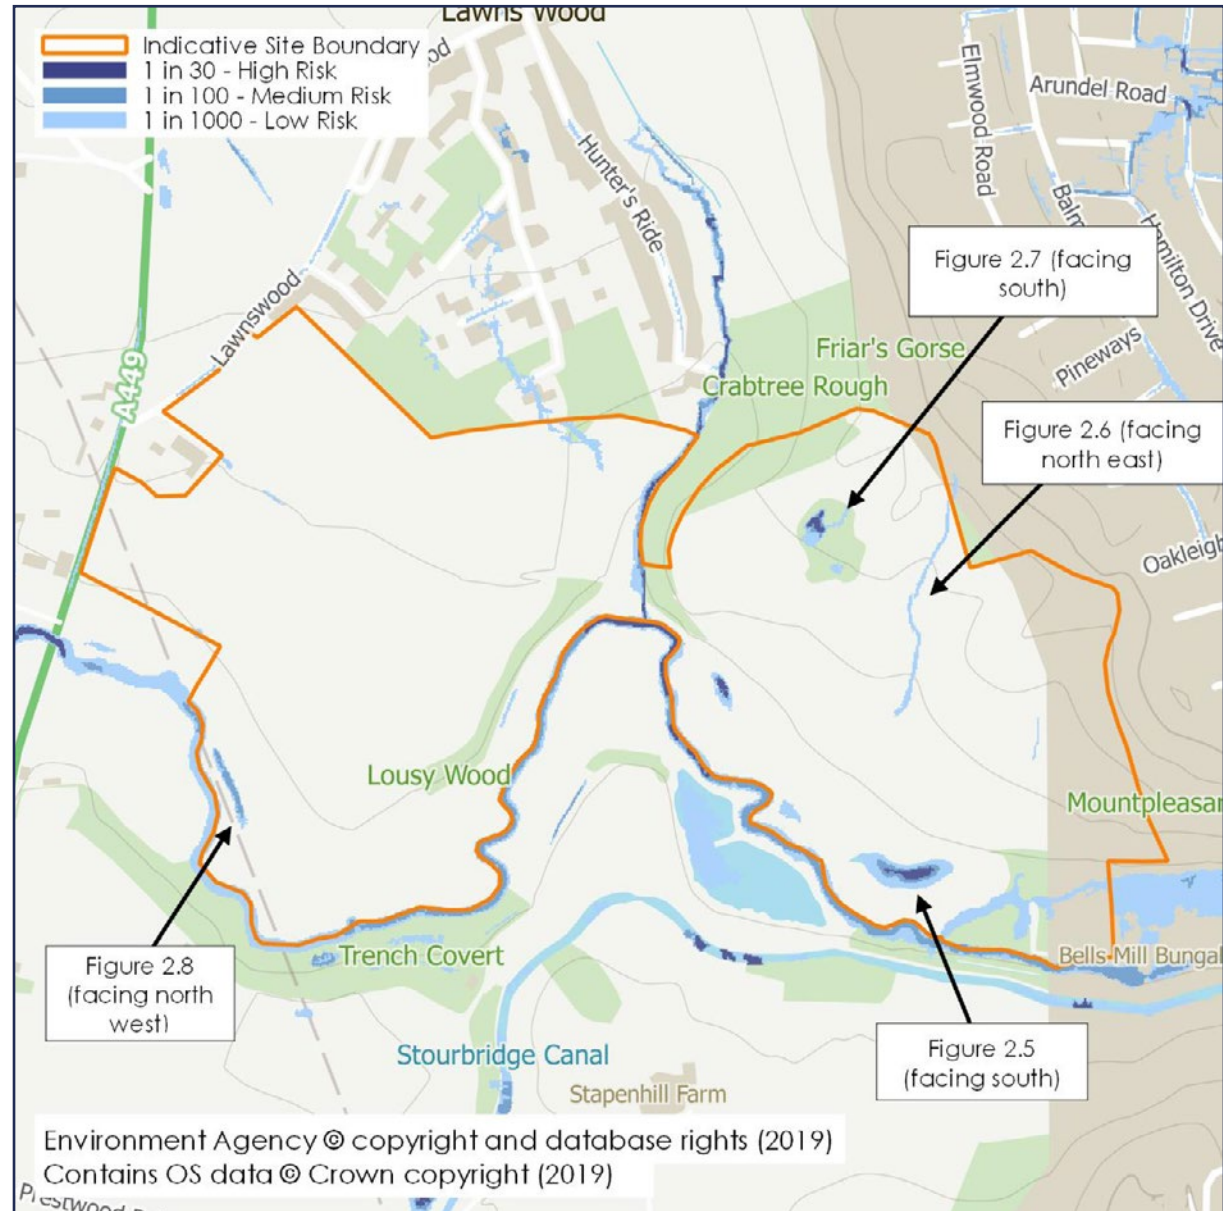 Lawns Wood
Indicative Site Boundary
1 in 30 - High Risk
1 in 100 - Medium Risk
1 in 1000 - Low Risk
Elmwood Road
Arundel Road
Hunter's Ride
Hamilton Drive
Figure 2.7 (facing
south)
Lawnswood
A449
Friar's Gorse
Pineways
Crabtree Rough
Figure 2.6 (facing
north east)
Oakleigh
Lousy Wood
Mountpleasan
Figure 2.8
(facing north
west)
Trench Covert
Bells Mill Bungal
Stourbridge Canal
Figure 2.5
(facing south)
Stapenhill Farm
Environment Agency © copyright and database rights (2019)
Contains OS data © Crown copyright (2019)
Prestwood